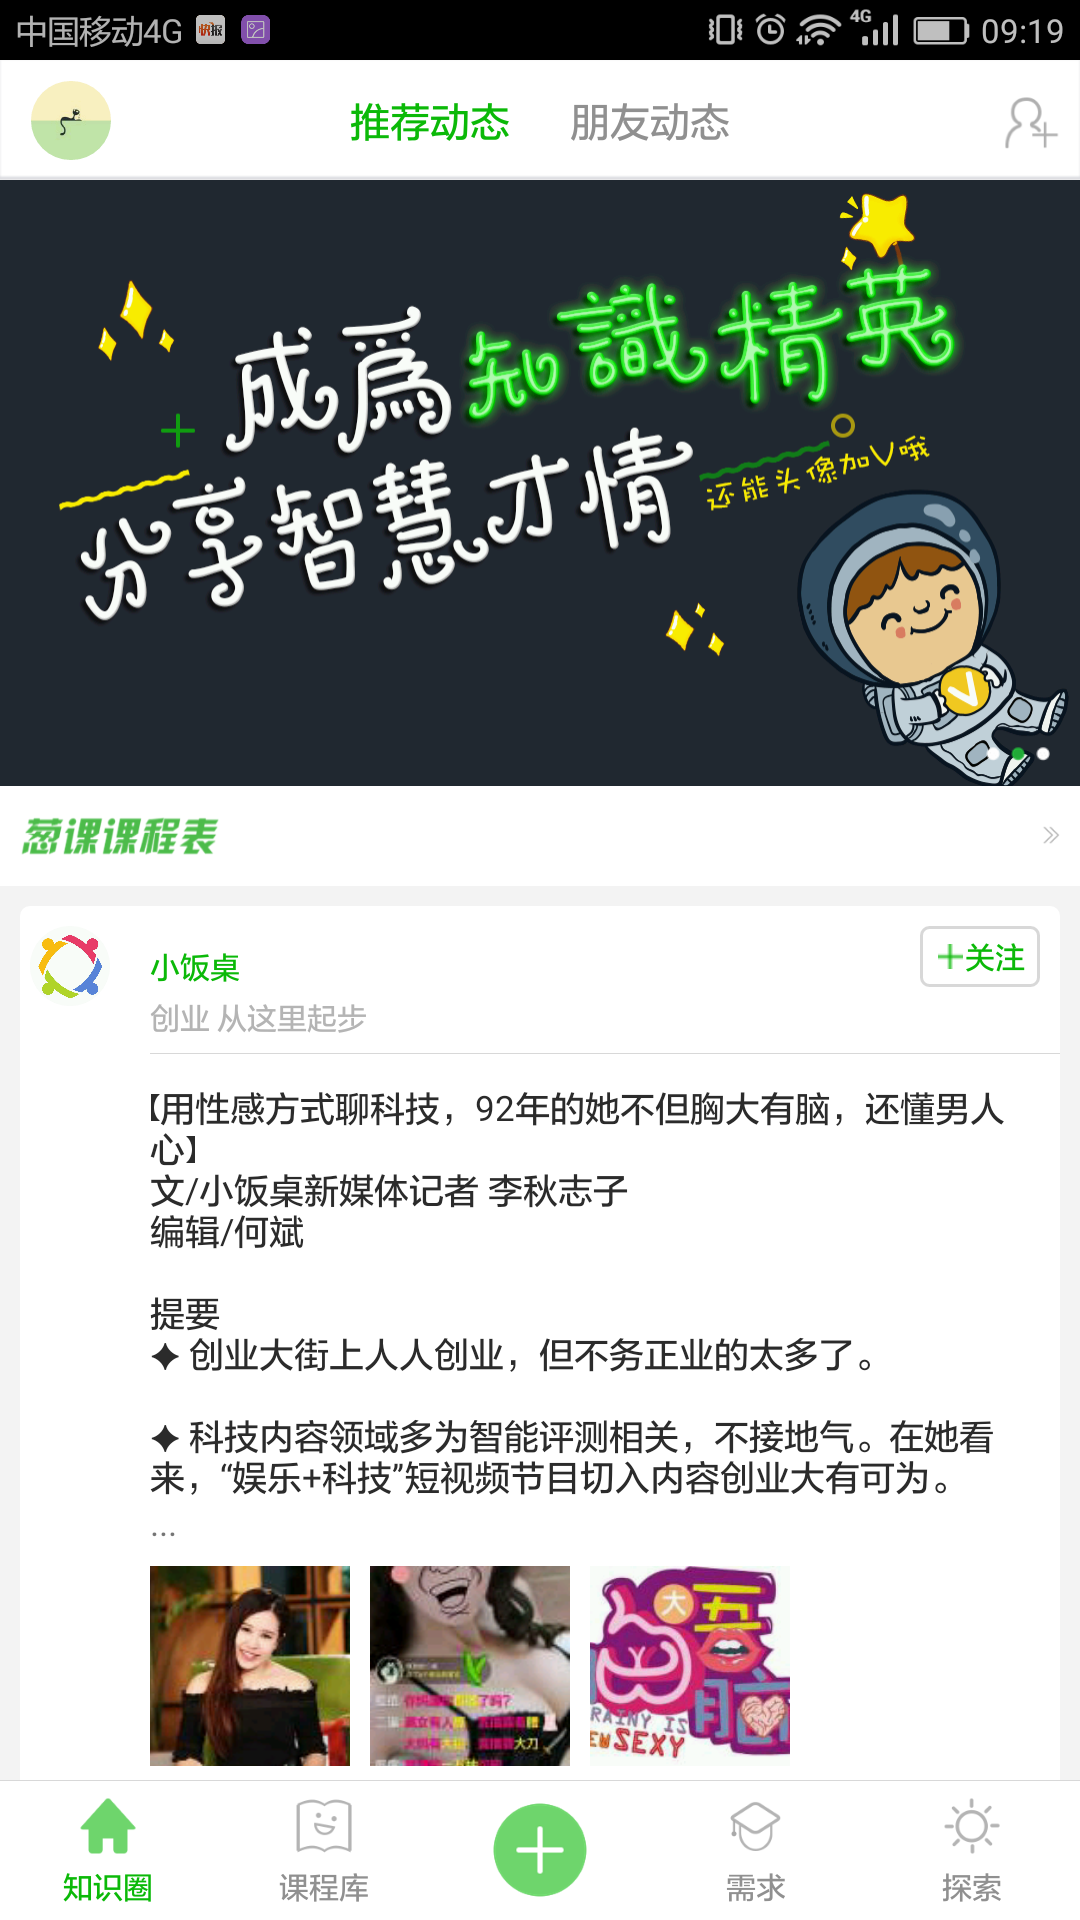 中国移动4G 快报 4G 09:19
推荐动态 朋友动态
成爲知識精英
分享智慧才情
还能头像加V哦
葱课课程表
小饭桌
+关注
创业 从这里起步
【用性感方式聊科技，92年的她不但胸大有脑，还懂男人
心】
文/小饭桌新媒体记者 李秋志子
编辑/何斌
提要
✦ 创业大街上人人创业，但不务正业的太多了。
✦ 科技内容领域多为智能评测相关，不接地气。在她看
来，“娱乐+科技”短视频节目切入内容创业大有可为。
...
大
脑
SEXY
知识圈 课程库 需求 探索